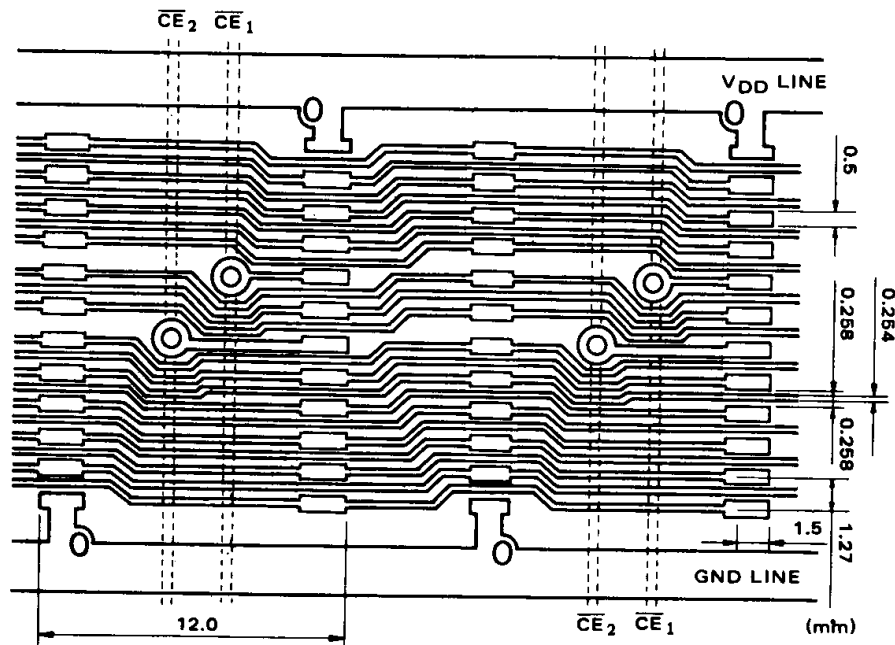 CE2 CE1
VDD LINE
0.5
0.254
0.258
0.258
1.5
1.27
GND LINE
12.0
CE2 CE1
(mm)